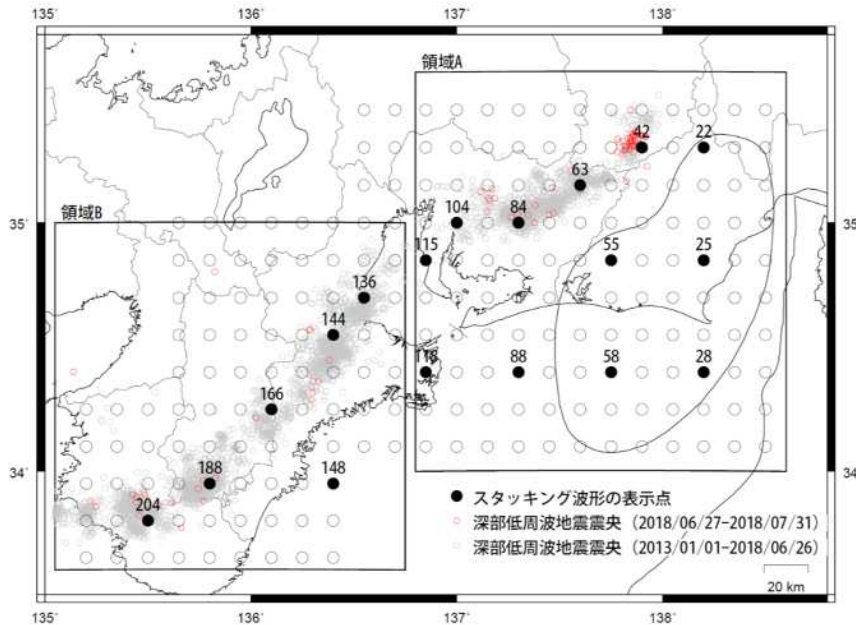 135° 136° 137° 138°
領域A
42 22
63
領域B
35° 104 84 35°
115 55 25
136
144
118 88 58 28
166
34° 34°
188 148
204
スタッキング波形の表示点
深部低周波地震震央（2018/06/27-2018/07/31）
深部低周波地震震央（2013/01/01-2018/06/26）
20 km
135° 136° 137° 138°